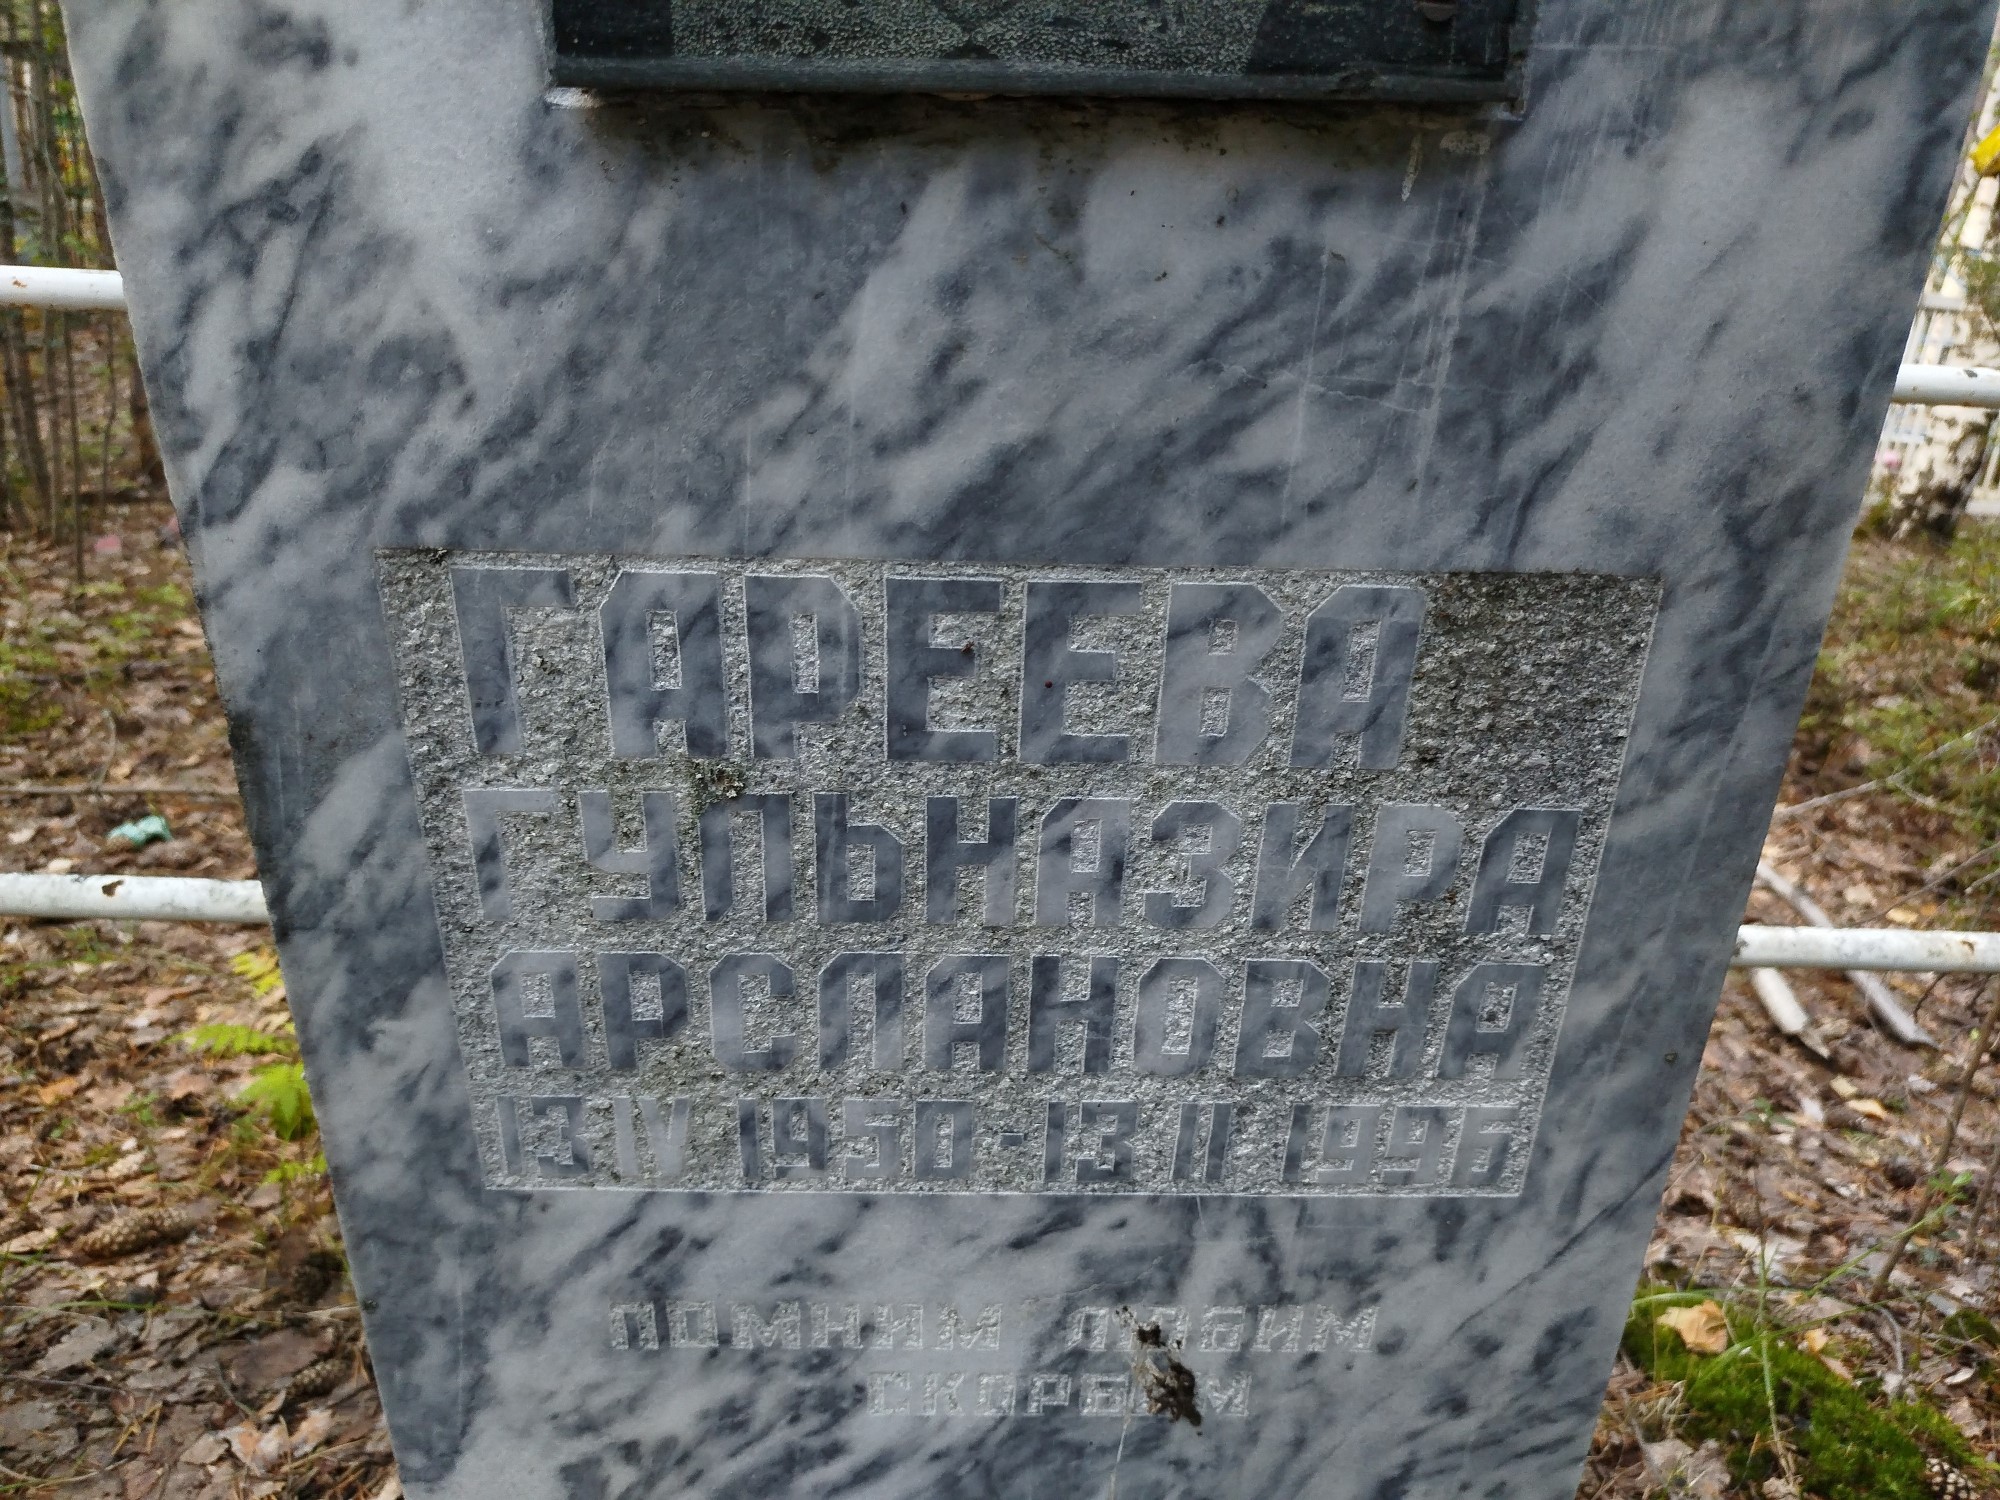 ГАРЕЕВА
ГУЛЬНАЗИРА
АРСЛАНОВНА
13 IV 1950 - 13 II 1996
ПОМНИМ ЛЮБИМ
СКОРБИМ